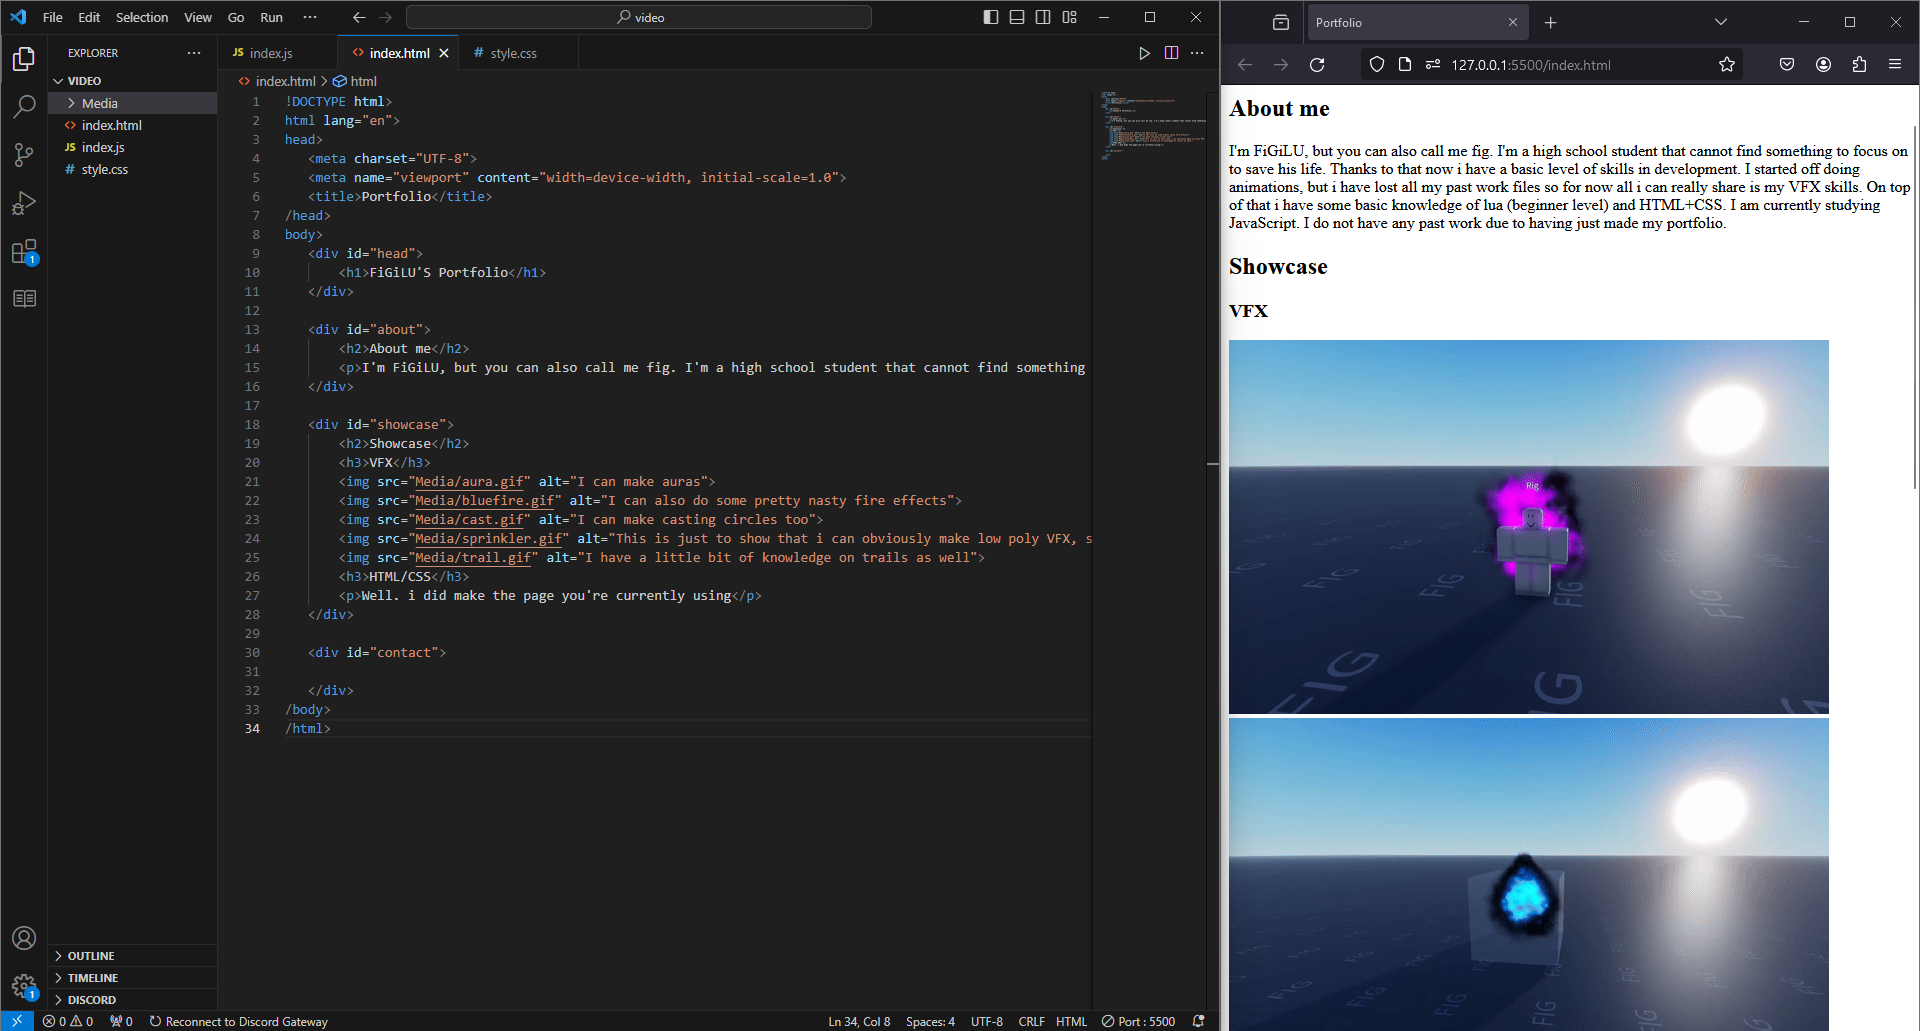 File Edit Selection View Go Run ···
video
EXPLORER ···
VIDEO
Media
index.html
JS index.js
# style.css
OUTLINE
TIMELINE
DISCORD
JS index.js
index.html
# style.css
index.html > html
1 !DOCTYPE html>
2 html lang="en">
3 head>
4 <meta charset="UTF-8">
5 <meta name="viewport" content="width=device-width, initial-scale=1.0">
6 <title>Portfolio</title>
7 /head>
8 body>
9 <div id="head">
10 <h1>FiGiLU'S Portfolio</h1>
11 </div>
12
13 <div id="about">
14 <h2>About me</h2>
15 <p>I'm FiGiLU, but you can also call me fig. I'm a high school student that cannot find something
16 </div>
17
18 <div id="showcase">
19 <h2>Showcase</h2>
20 <h3>VFX</h3>
21 <img src="Media/aura.gif" alt="I can make auras">
22 <img src="Media/bluefire.gif" alt="I can also do some pretty nasty fire effects">
23 <img src="Media/cast.gif" alt="I can make casting circles too">
24 <img src="Media/sprinkler.gif" alt="This is just to show that i can obviously make low poly VFX, s
25 <img src="Media/trail.gif" alt="I have a little bit of knowledge on trails as well">
26 <h3>HTML/CSS</h3>
27 <p>Well. i did make the page you're currently using</p>
28 </div>
29
30 <div id="contact">
31
32 </div>
33 /body>
34 /html>
1
1
0 0 0 Reconnect to Discord Gateway
Ln 34, Col 8 Spaces: 4 UTF-8 CRLF HTML Port : 5500
Portfolio
127.0.0.1:5500/index.html
About me
I'm FiGiLU, but you can also call me fig. I'm a high school student that cannot find something to focus on
to save his life. Thanks to that now i have a basic level of skills in development. I started off doing
animations, but i have lost all my past work files so for now all i can really share is my VFX skills. On top
of that i have some basic knowledge of lua (beginner level) and HTML+CSS. I am currently studying
JavaScript. I do not have any past work due to having just made my portfolio.
Showcase
VFX
Rig
FIG FIG FIG FIG
FIG FIG
FIG FIG FIG